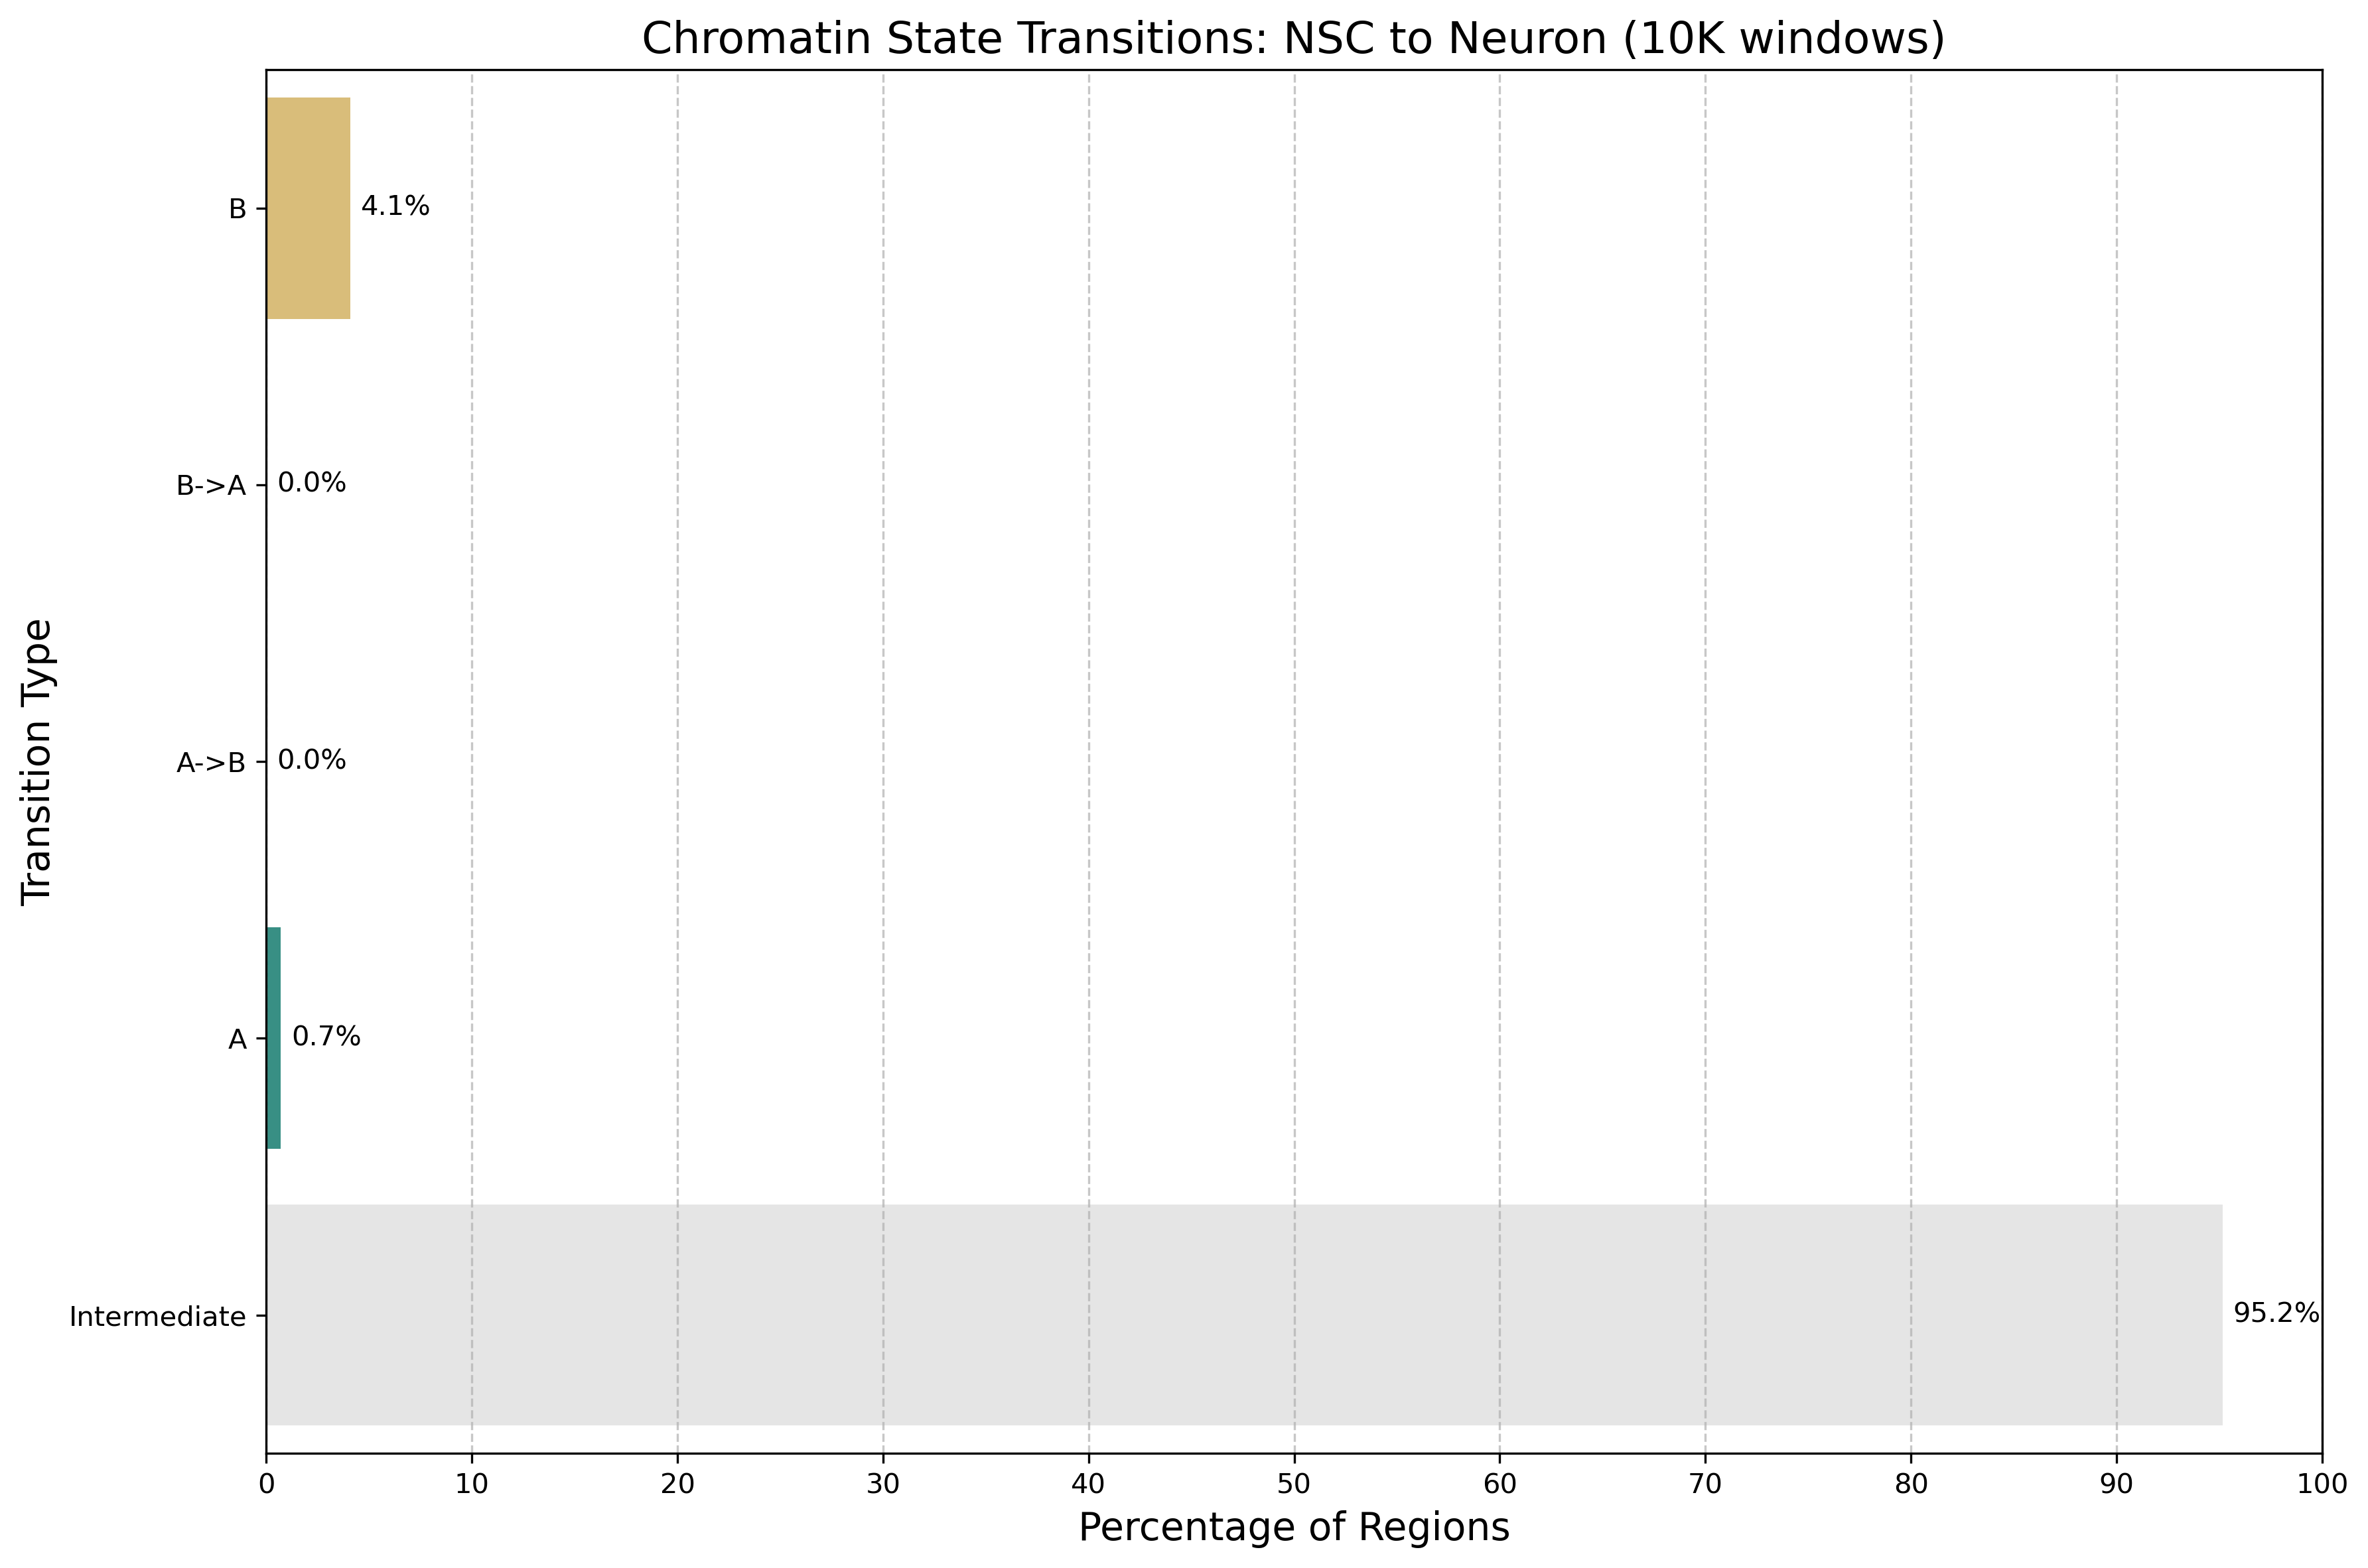 Chromatin State Transitions: NSC to Neuron (10K windows)
Transition Type
B
4.1%
B->A
0.0%
A->B
0.0%
A
0.7%
Intermediate
95.2%
0 10 20 30 40 50 60 70 80 90 100
Percentage of Regions